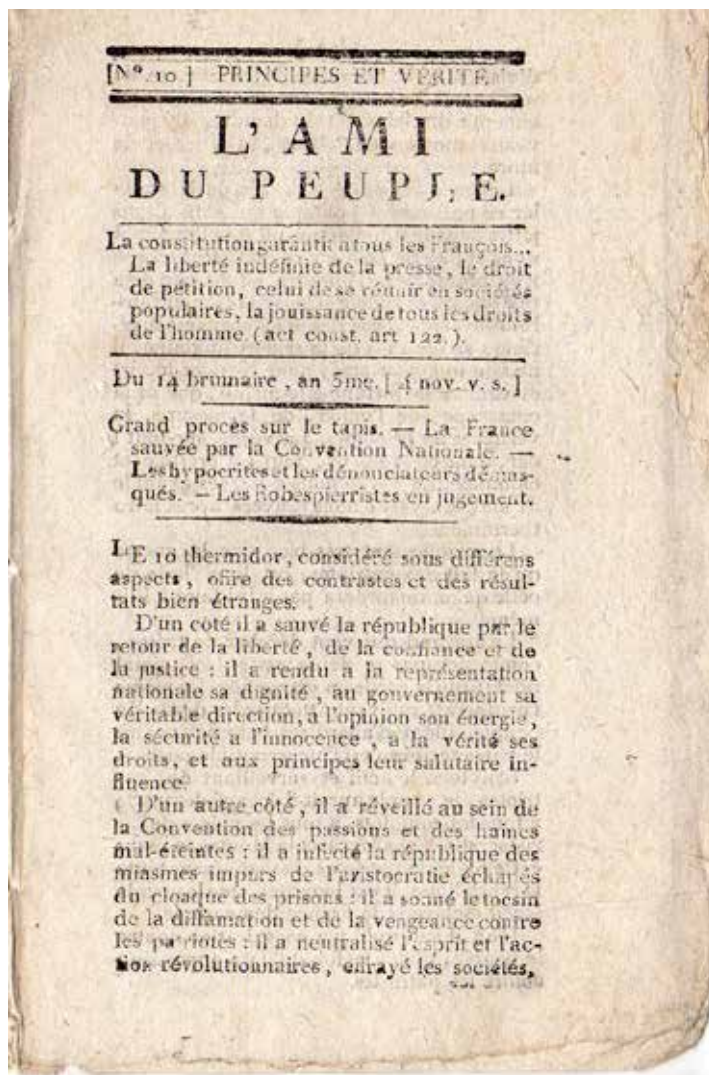 [N°. 10] PRINCIPES ET VERITÉ
L'AMI
DU PEUPLE.
La constitution garantit a tous les François...
La liberté indéfinie de la presse, le droit
de pétition, celui de se réunir en sociétés
populaires, la jouissance de tous les droits
de l'homme. (act const. art 122.).
Du 14 brumaire, an 3me. [ 4 nov. v. s. ]
Grand procès sur le tapis. — La France
sauvée par la Convention Nationale. —
Les hypocrites et les dénonciateurs démas-
qués. — Les Robespierristes en jugement.
LE 10 thermidor, considéré sous différens
aspects, offre des contrastes et des résul-
tats bien étranges.
D'un coté il a sauvé la république par le
retour de la liberté, de la confiance et de
la justice : il a rendu a la représentation
nationale sa dignité, au gouvernement sa
véritable direction, a l'opinion son énergie,
la sécurité a l'innocence, a la vérité ses
droits, et aux principes leur salutaire in-
fluence.
D'un autre côté, il a réveillé au sein de
la Convention des passions et des haines
mal-éteintes : il a infecté la république des
miasmes impurs de l'aristocratie échapés
du cloaque des prisons : il a sonné le tocsin
de la diffamation et de la vengeance contre
les patriotes : il a neutralisé l'esprit et l'ac-
tion révolutionnaires, enrayé les sociétés,